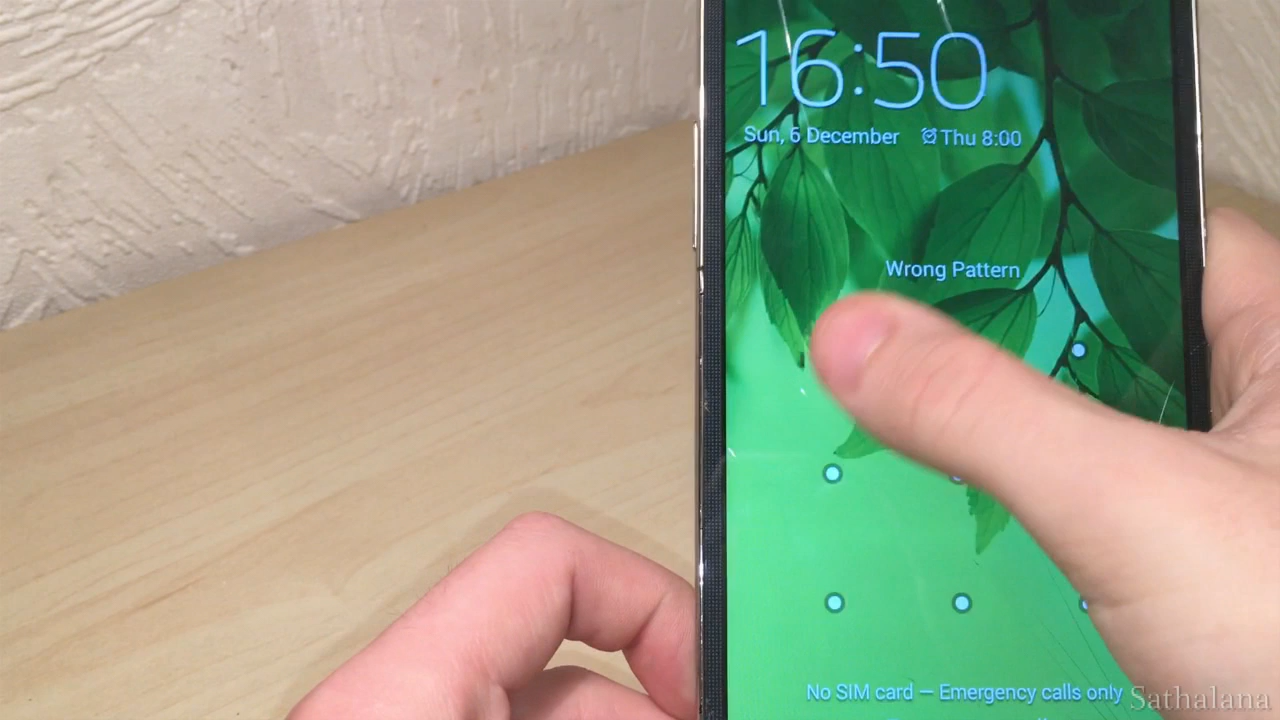 16:50
Sun, 6 December Thu 8:00
Wrong Pattern
No SIM card — Emergency calls only
Sathalana